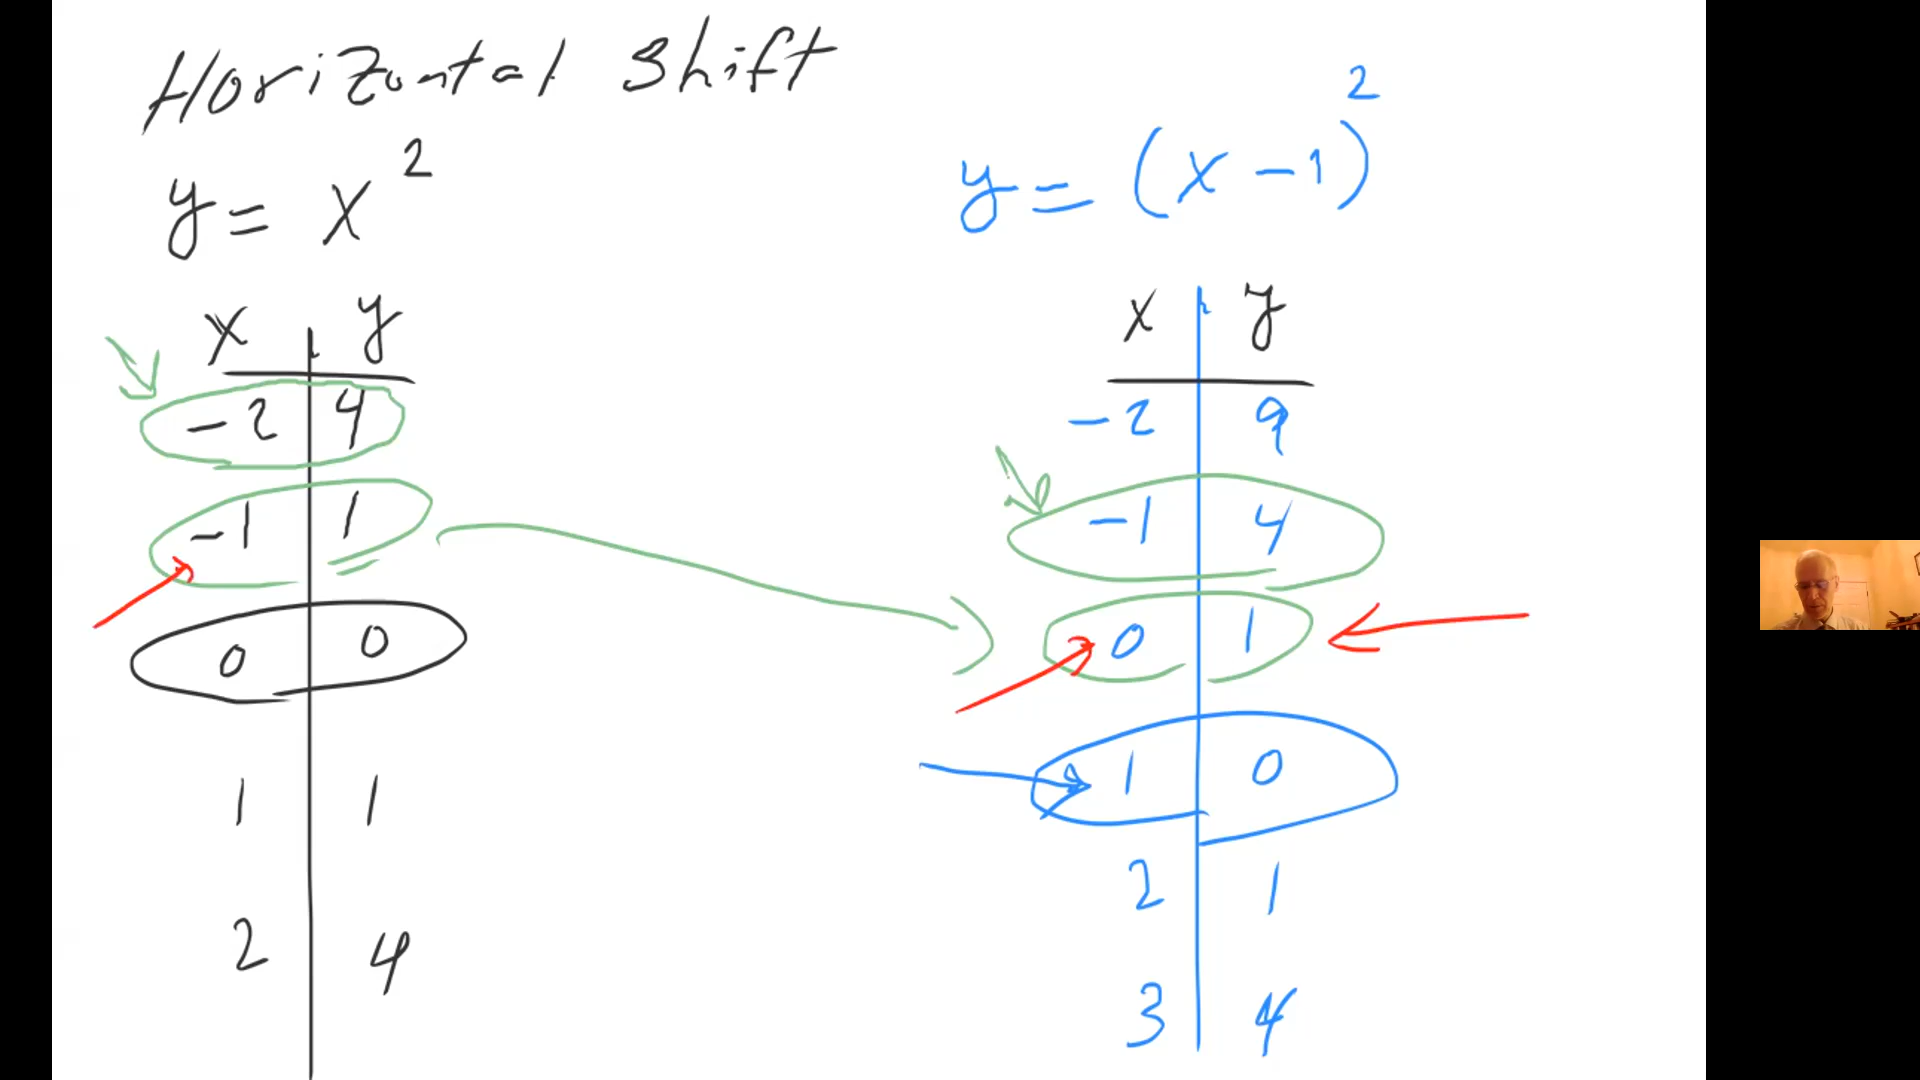 Horizontal Shift
y = x²
x y
-2 4
-1 1
0 0
1 1
2 4
y = (x - 1)²
x y
-2 9
-1 4
0 1
1 0
2 1
3 4